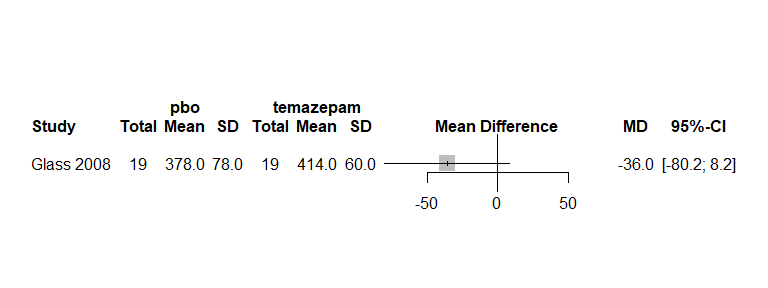 pbo temazepam
Study Total Mean SD Total Mean SD Mean Difference MD 95%-CI
Glass 2008 19 378.0 78.0 19 414.0 60.0 -36.0 [-80.2; 8.2]
-50 0 50